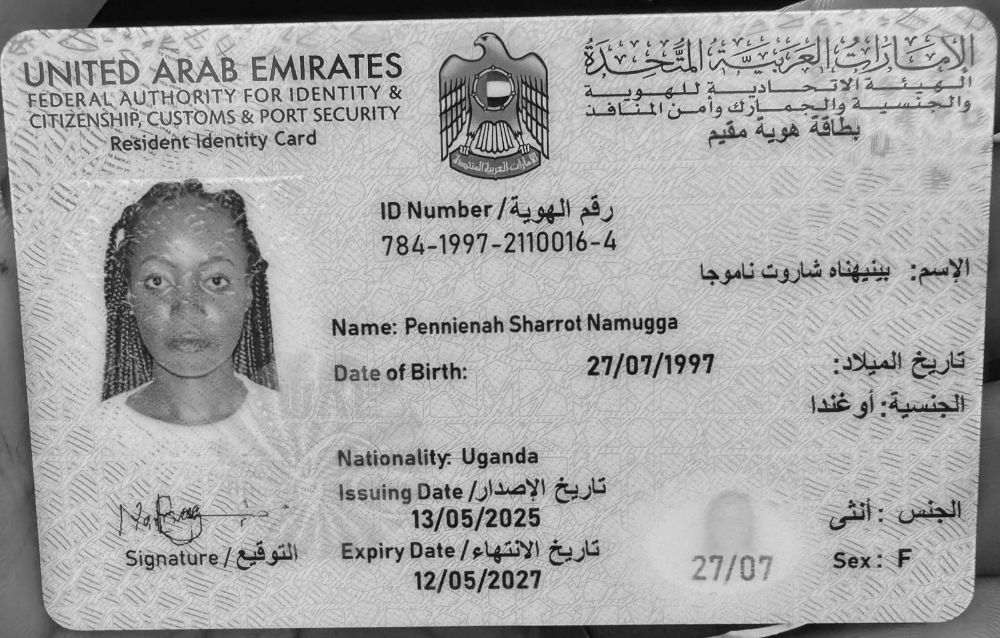 UNITED ARAB EMIRATES
FEDERAL AUTHORITY FOR IDENTITY &
CITIZENSHIP, CUSTOMS & PORT SECURITY
Resident Identity Card
الإمارات العربية المتحدة
الهيئة الاتحادية للهوية
والجنسية والجمارك وأمن المنافذ
بطاقة هوية مقيم
الإمارات العربية المتحدة
ID Number / رقم الهوية
784-1997-2110016-4
الإسم: بينيهناه شاروت ناموجا
Name: Pennienah Sharrot Namugga
Date of Birth: 27/07/1997 تاريخ الميلاد:
الجنسية: أوغندا
Nationality: Uganda
Issuing Date / تاريخ الإصدار
13/05/2025
Expiry Date / تاريخ الانتهاء
12/05/2027
الجنس: أنثى
Sex: F
Signature / التوقيع
27/07
UAE